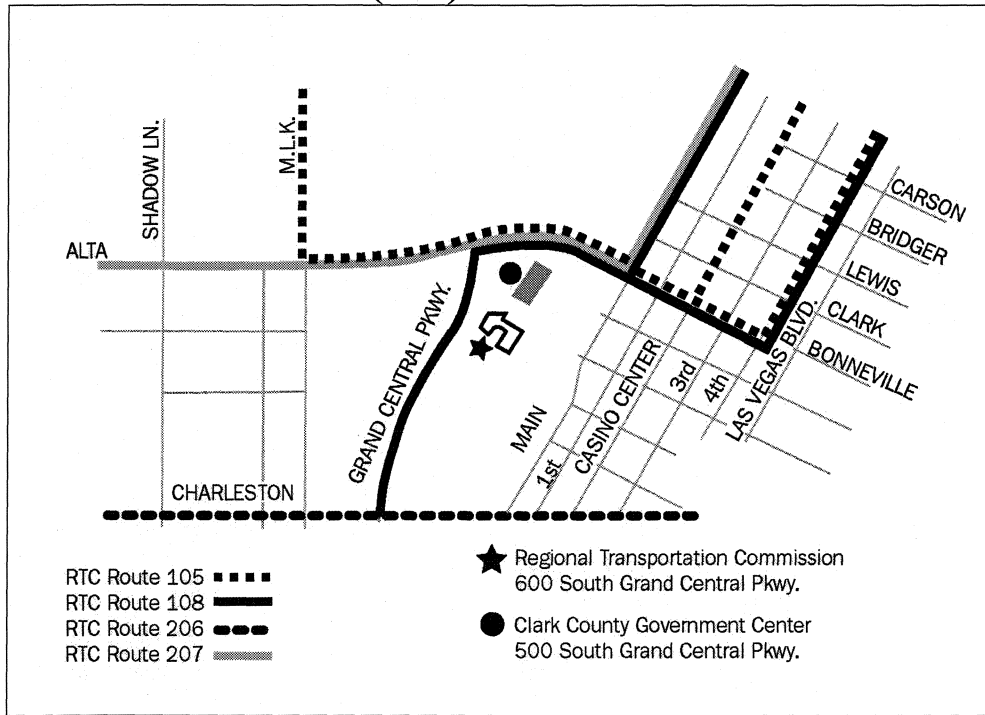 SHADOW LN.
M.L.K.
ALTA
GRAND CENTRAL PKWY.
CHARLESTON
MAIN
1st
CASINO CENTER
3rd
4th
LAS VEGAS BLVD.
CARSON
BRIDGER
LEWIS
CLARK
BONNEVILLE
RTC Route 105
RTC Route 108
RTC Route 206
RTC Route 207
Regional Transportation Commission
600 South Grand Central Pkwy.
Clark County Government Center
500 South Grand Central Pkwy.